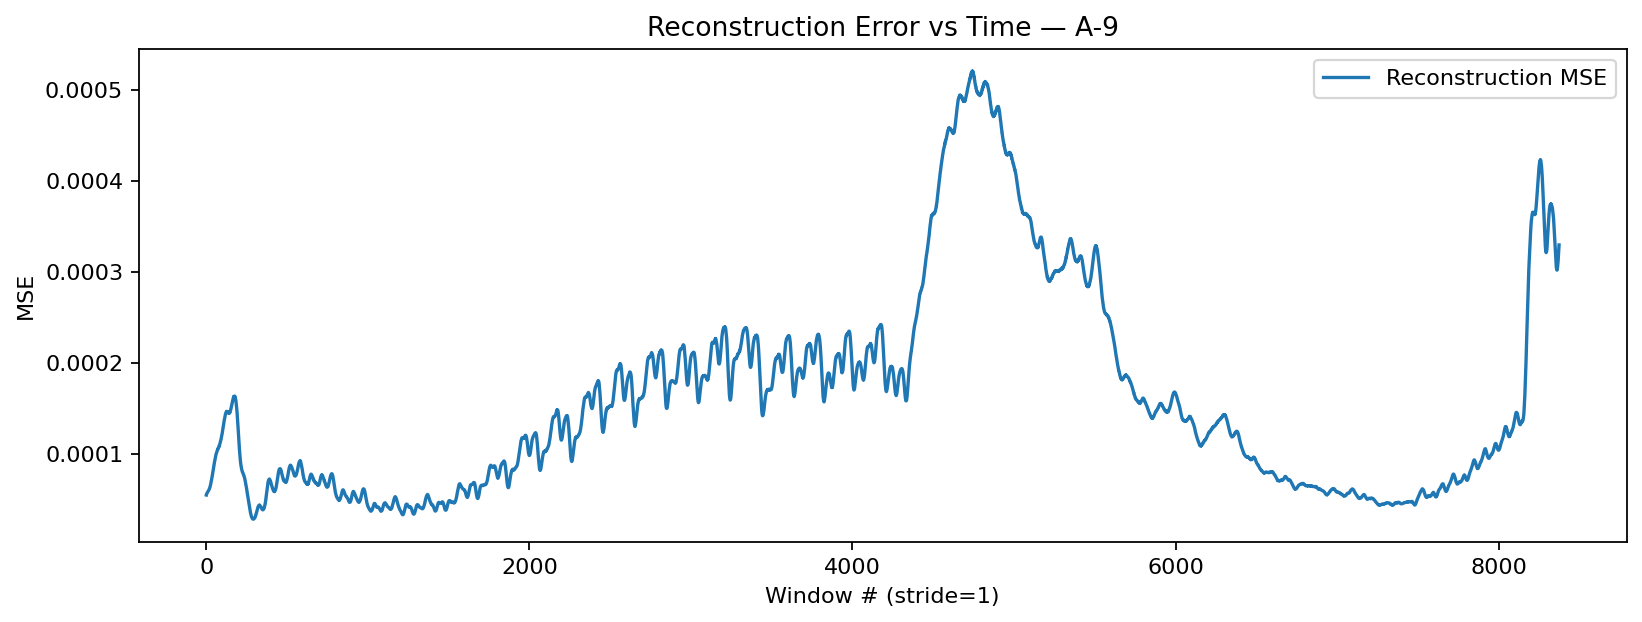 Reconstruction Error vs Time — A-9
Reconstruction MSE
MSE
0.0005
0.0004
0.0003
0.0002
0.0001
0 2000 4000 6000 8000
Window # (stride=1)